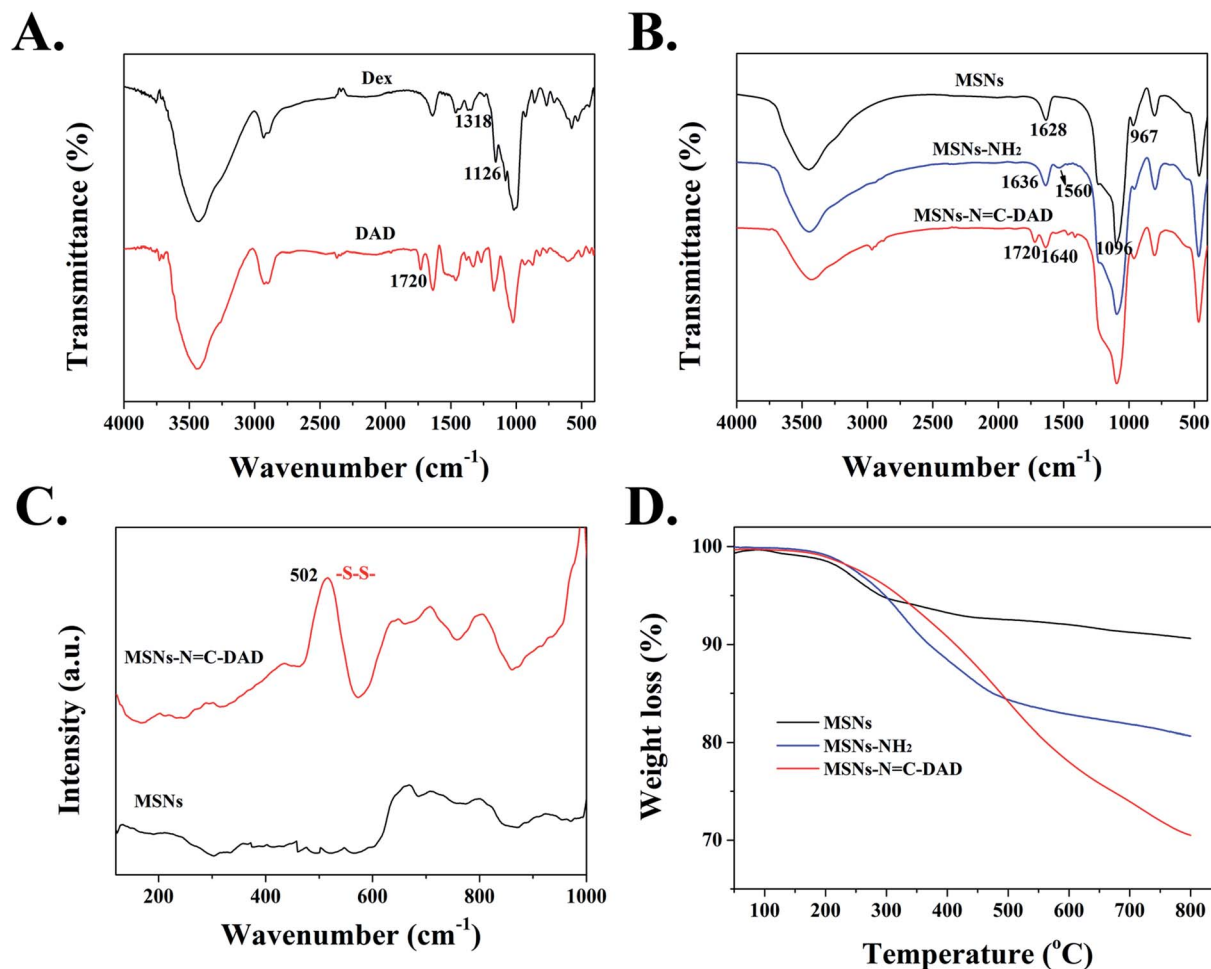 A.
Dex
1318
1126
DAD
1720
Transmittance (%)
4000 3500 3000 2500 2000 1500 1000 500
Wavenumber (cm⁻¹)
B.
MSNs
1628
967
MSNs-NH₂
1636
1560
MSNs-N=C-DAD
1720
1640
1096
Transmittance (%)
4000 3500 3000 2500 2000 1500 1000 500
Wavenumber (cm⁻¹)
C.
502
-S-S-
MSNs-N=C-DAD
MSNs
Intensity (a.u.)
200 400 600 800 1000
Wavenumber (cm⁻¹)
D.
100
90
80
70
MSNs
MSNs-NH₂
MSNs-N=C-DAD
Weight loss (%)
100 200 300 400 500 600 700 800
Temperature (°C)